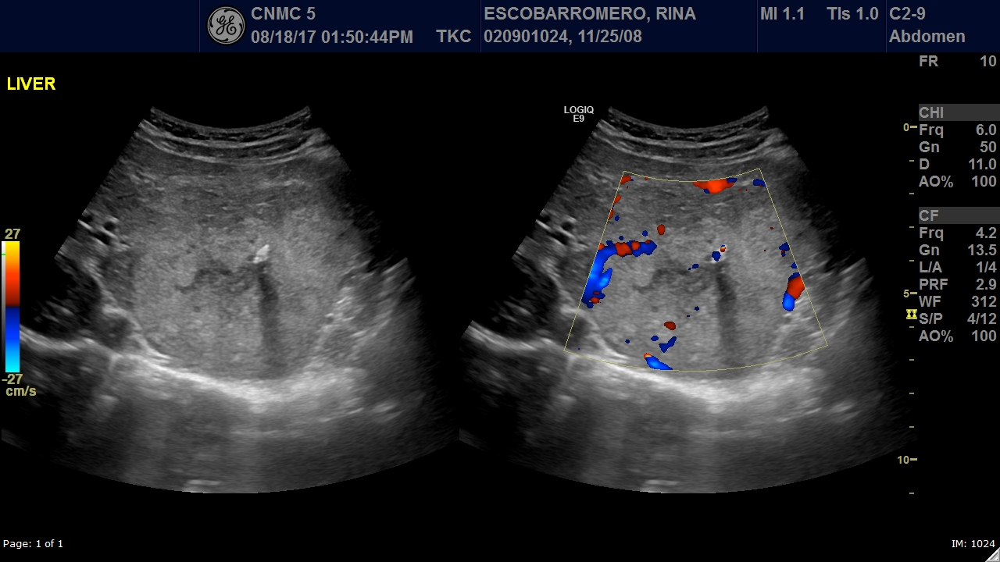 CNMC 5
08/18/17 01:50:44PM TKC
ESCOBARROMERO, RINA
020901024, 11/25/08
MI 1.1 TIs 1.0
C2-9
Abdomen
LIVER
LOGIQ
E9
FR 10
CHI
Frq 6.0
Gn 50
D 11.0
AO% 100
CF
Frq 4.2
Gn 13.5
L/A 1/4
PRF 2.9
WF 312
S/P 4/12
AO% 100
27
-27
cm/s
0
5
10
Page: 1 of 1
IM: 1024